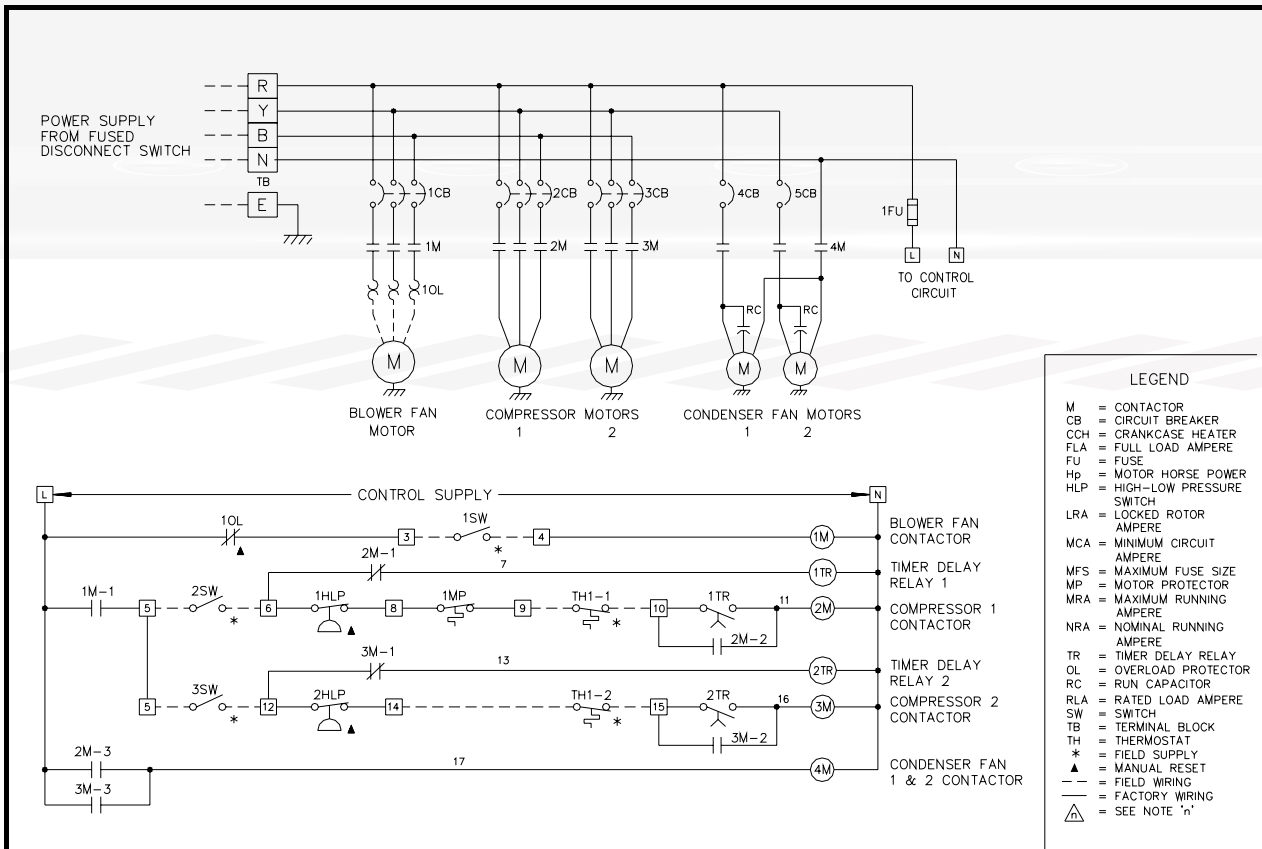 R
Y
B
N
TB
E
POWER SUPPLY
FROM FUSED
DISCONNECT SWITCH
1CB
2CB
3CB
4CB
5CB
1FU
1M
2M
3M
4M
L
N
TO CONTROL
CIRCUIT
1OL
RC
RC
M
M
M
M
M
BLOWER FAN
MOTOR
COMPRESSOR MOTORS
1 2
CONDENSER FAN MOTORS
1 2
L
CONTROL SUPPLY
N
1OL
3
1SW
*
4
1M
BLOWER FAN
CONTACTOR
2M-1
7
1TR
TIMER DELAY
RELAY 1
1M-1
5
2SW
*
6
1HLP
8
1MP
9
TH1-1
*
10
1TR
11
2M
COMPRESSOR 1
CONTACTOR
2M-2
3M-1
13
2TR
TIMER DELAY
RELAY 2
5
3SW
*
12
2HLP
14
TH1-2
*
15
2TR
16
3M
COMPRESSOR 2
CONTACTOR
3M-2
2M-3
17
4M
CONDENSER FAN
1 & 2 CONTACTOR
3M-3
LEGEND
M = CONTACTOR
CB = CIRCUIT BREAKER
CCH = CRANKCASE HEATER
FLA = FULL LOAD AMPERE
FU = FUSE
Hp = MOTOR HORSE POWER
HLP = HIGH-LOW PRESSURE
SWITCH
LRA = LOCKED ROTOR
AMPERE
MCA = MINIMUM CIRCUIT
AMPERE
MFS = MAXIMUM FUSE SIZE
MP = MOTOR PROTECTOR
MRA = MAXIMUM RUNNING
AMPERE
NRA = NOMINAL RUNNING
AMPERE
TR = TIMER DELAY RELAY
OL = OVERLOAD PROTECTOR
RC = RUN CAPACITOR
RLA = RATED LOAD AMPERE
SW = SWITCH
TB = TERMINAL BLOCK
TH = THERMOSTAT
* = FIELD SUPPLY
▲ = MANUAL RESET
--- = FIELD WIRING
— = FACTORY WIRING
n = SEE NOTE 'n'